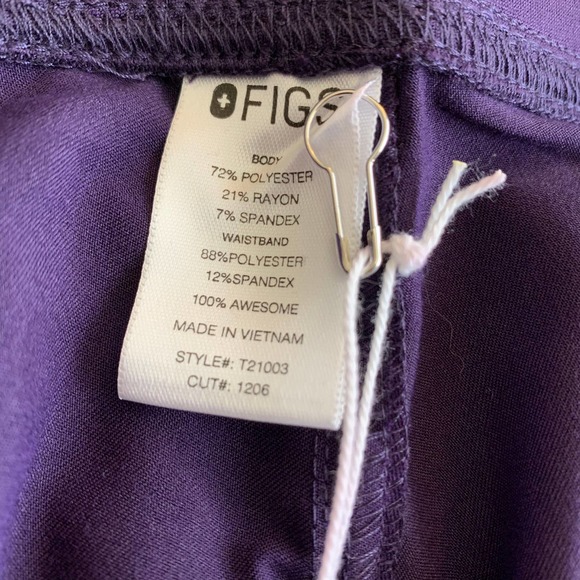 FIGS
BODY
72% POLYESTER
21% RAYON
7% SPANDEX
WAISTBAND
88%POLYESTER
12%SPANDEX
100% AWESOME
MADE IN VIETNAM
STYLE#: T21003
CUT#: 1206